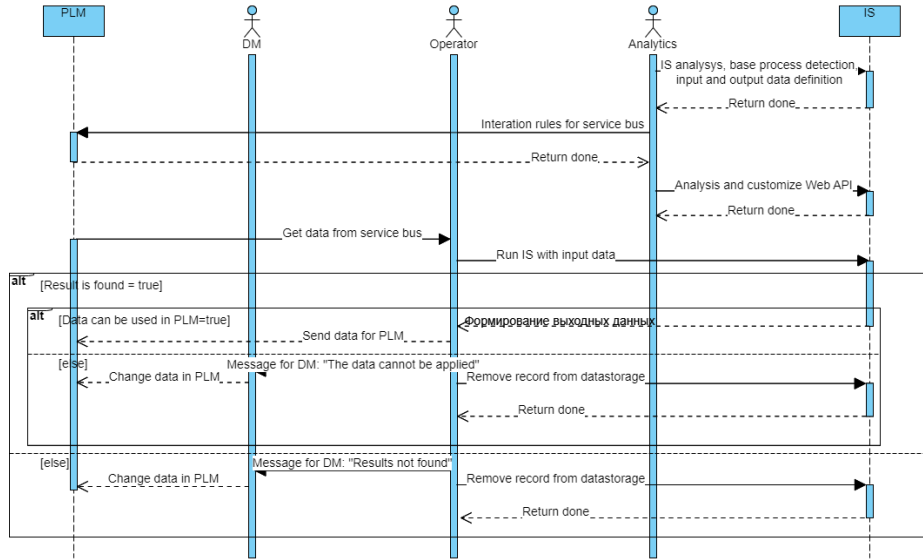 PLM
IS
DM
Operator
Analytics
IS analysys, base process detection,
input and output data definition
Return done
Interation rules for service bus
Return done
Analysis and customize Web API
Return done
Get data from service bus
Run IS with input data
alt
[Result is found = true]
alt
[Data can be used in PLM=true]
Формирование выходных данных
Send data for PLM
[else]
Message for DM: "The data cannot be applied"
Change data in PLM
Remove record from datastorage
Return done
[else]
Message for DM: "Results not found"
Change data in PLM
Remove record from datastorage
Return done